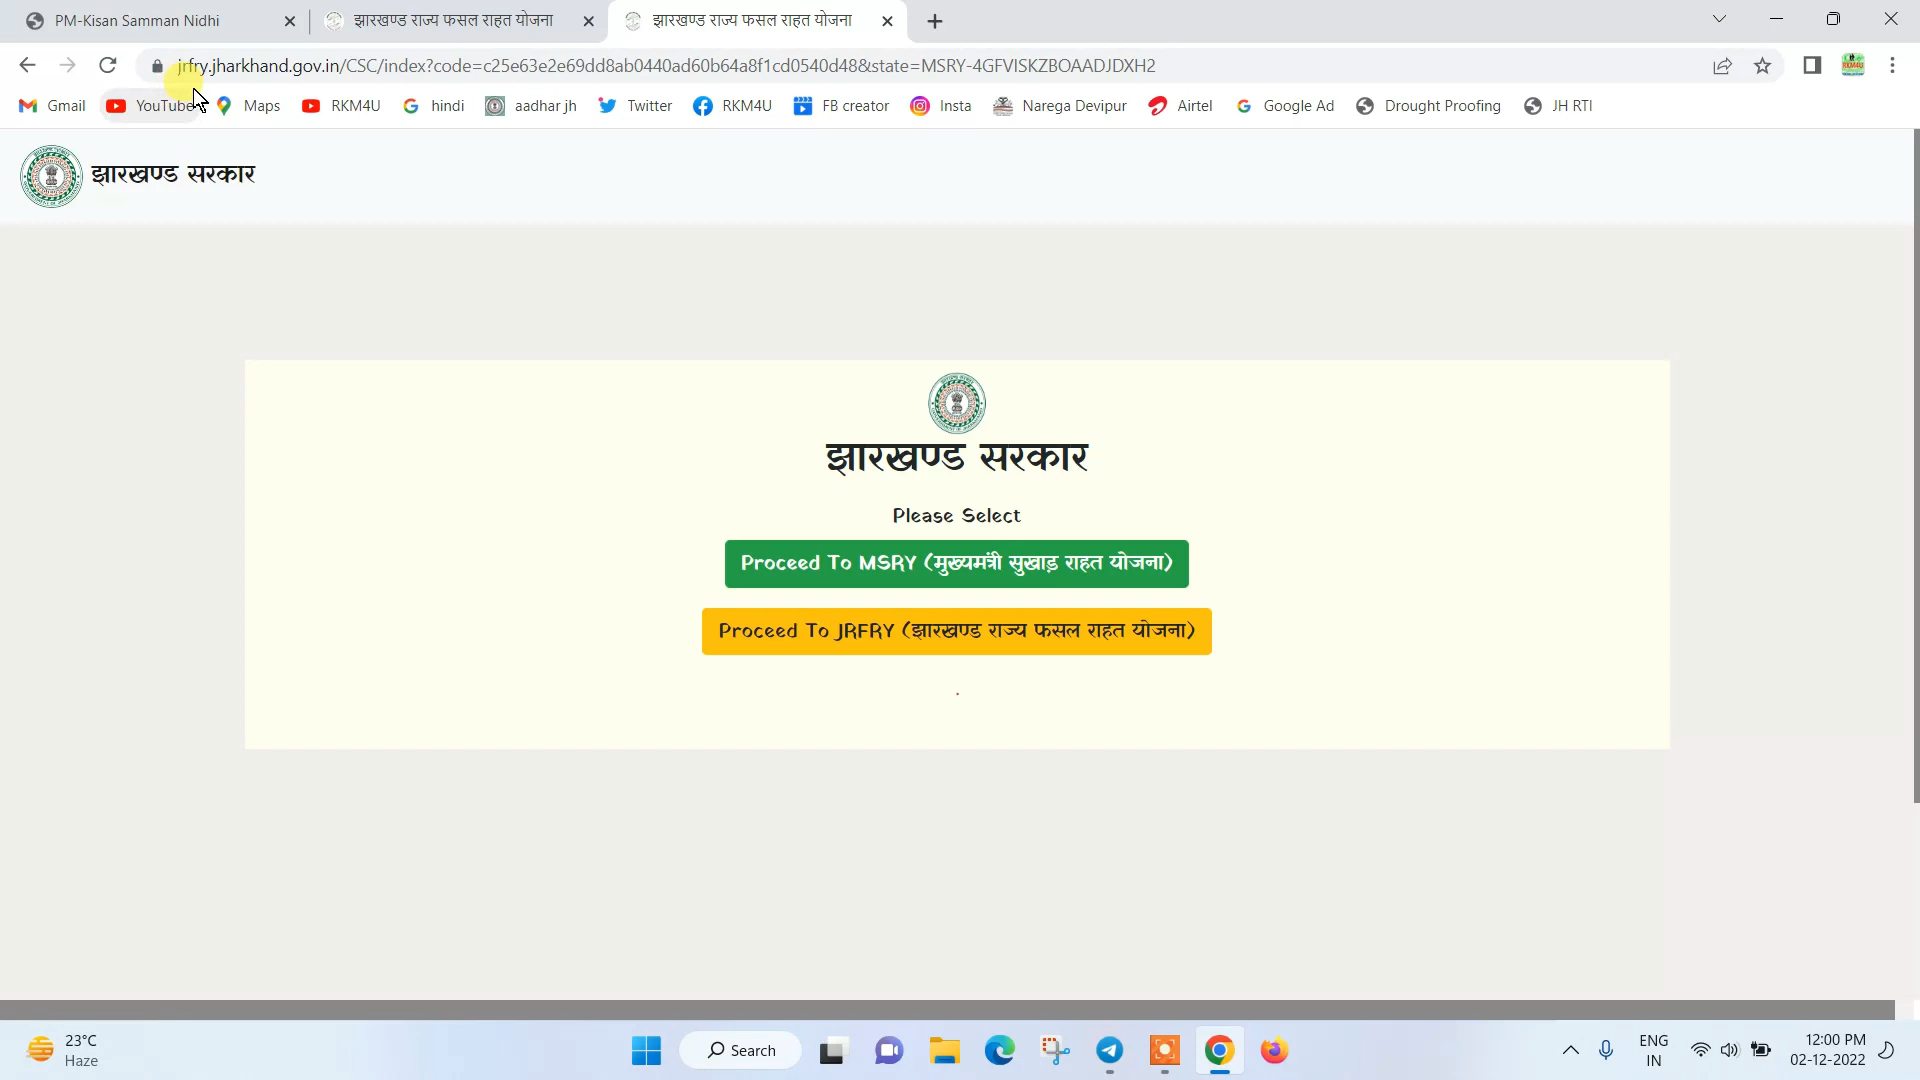 PM-Kisan Samman Nidhi
झारखण्ड राज्य फसल राहत योजना
झारखण्ड राज्य फसल राहत योजना
jrfry.jharkhand.gov.in/CSC/index?code=c25e63e2e69dd8ab0440ad60b64a8f1cd0540d48&state=MSRY-4GFVISKZBOAADJDXH2
Gmail YouTube Maps RKM4U hindi aadhar jh Twitter RKM4U FB creator Insta Narega Devipur Airtel Google Ad Drought Proofing JH RTI
झारखण्ड सरकार
झारखण्ड सरकार
Please Select
Proceed To MSRY (मुख्यमंत्री सुखाड़ राहत योजना)
Proceed To JRFRY (झारखण्ड राज्य फसल राहत योजना)
23°C
Haze
Search
ENG
IN
12:00 PM
02-12-2022